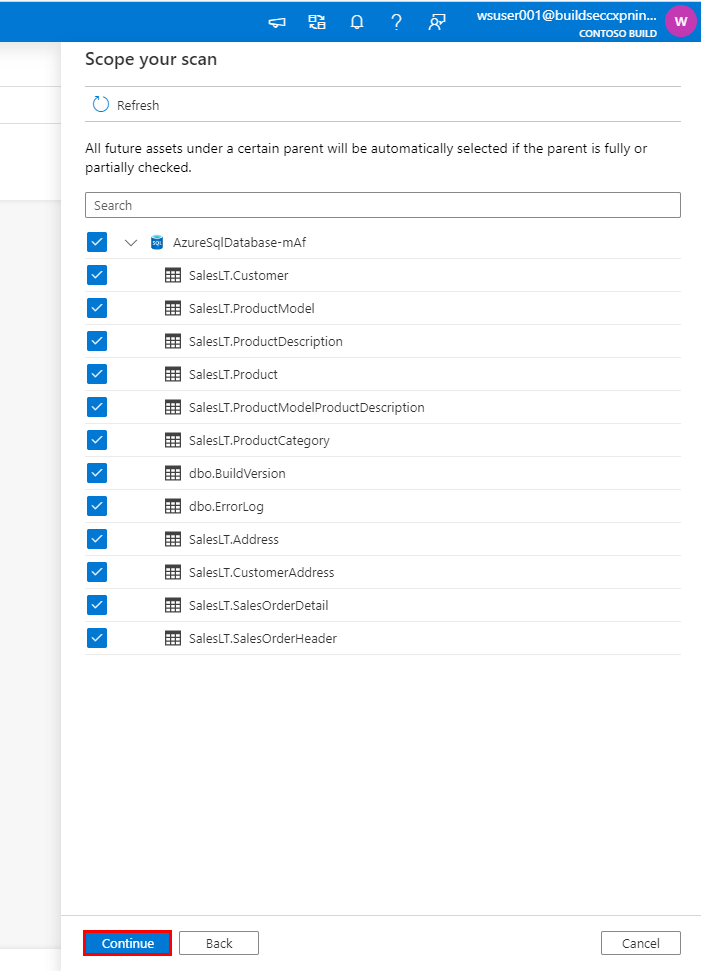 wsuser001@buildseccxpnin...
CONTOSO BUILD
W
Scope your scan
Refresh
All future assets under a certain parent will be automatically selected if the parent is fully or
partially checked.
Search
SQL
AzureSqlDatabase-mAf
SalesLT.Customer
SalesLT.ProductModel
SalesLT.ProductDescription
SalesLT.Product
SalesLT.ProductModelProductDescription
SalesLT.ProductCategory
dbo.BuildVersion
dbo.ErrorLog
SalesLT.Address
SalesLT.CustomerAddress
SalesLT.SalesOrderDetail
SalesLT.SalesOrderHeader
Continue
Back
Cancel